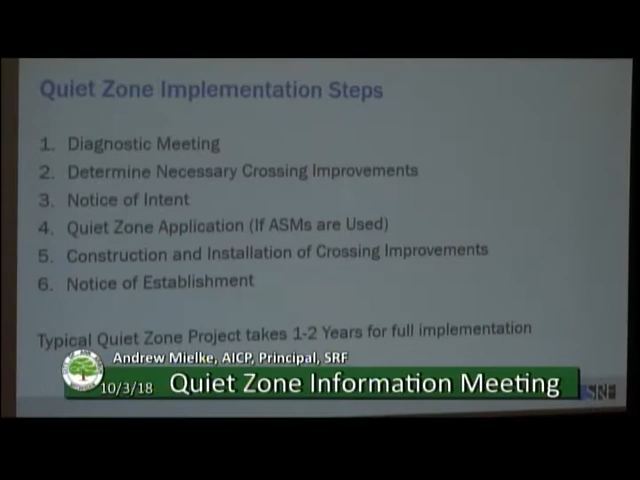 Quiet Zone Implementation Steps
1. Diagnostic Meeting
2. Determine Necessary Crossing Improvements
3. Notice of Intent
4. Quiet Zone Application (If ASMs are Used)
5. Construction and Installation of Crossing Improvements
6. Notice of Establishment
Typical Quiet Zone Project takes 1-2 Years for full implementation
Andrew Mielke, AICP, Principal, SRF
10/3/18 Quiet Zone Information Meeting
SRF